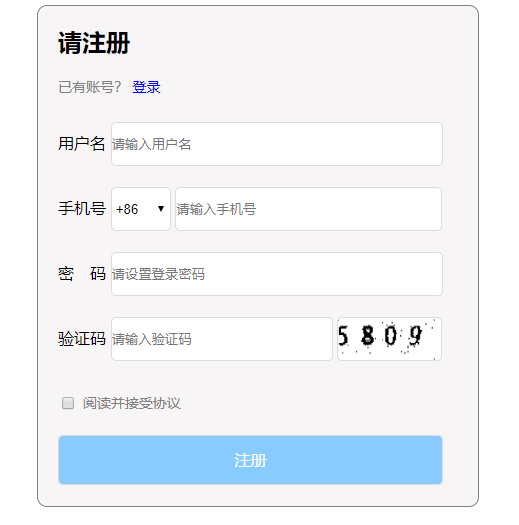 请注册
已有账号? 登录
用户名 请输入用户名
手机号 +86 请输入手机号
密 码 请设置登录密码
验证码 请输入验证码 5809
阅读并接受协议
注册